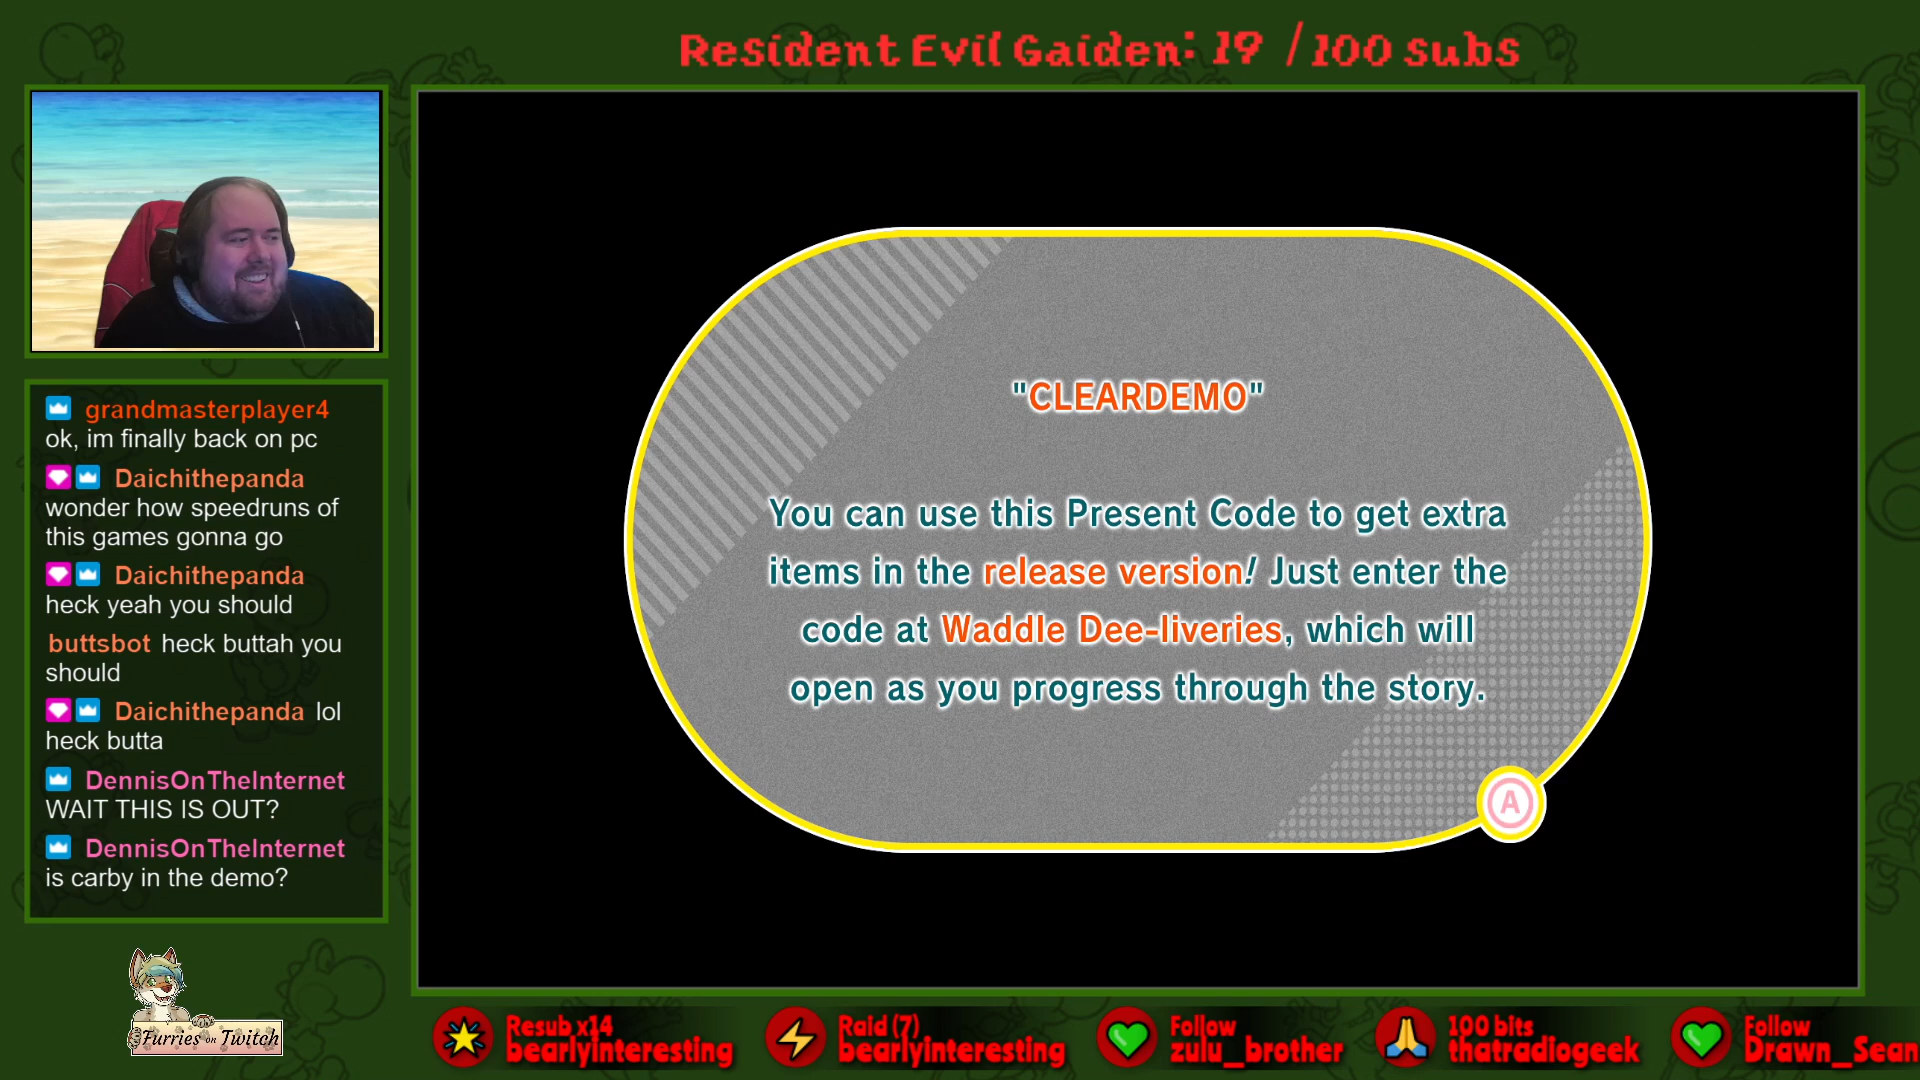 Resident Evil Gaiden: 19 / 100 subs
grandmasterplayer4
ok, im finally back on pc
Daichithepanda
wonder how speedruns of
this games gonna go
Daichithepanda
heck yeah you should
buttsbot heck buttah you
should
Daichithepanda lol
heck butta
DennisOnTheInternet
WAIT THIS IS OUT?
DennisOnTheInternet
is carby in the demo?
"CLEARDEMO"
You can use this Present Code to get extra
items in the release version! Just enter the
code at Waddle Dee-liveries, which will
open as you progress through the story.
A
Furries on Twitch
Resub x14
bearlyinteresting
Raid (7)
bearlyinteresting
Follow
zulu__brother
100 bits
thatradiogeek
Follow
Drawn_Sean